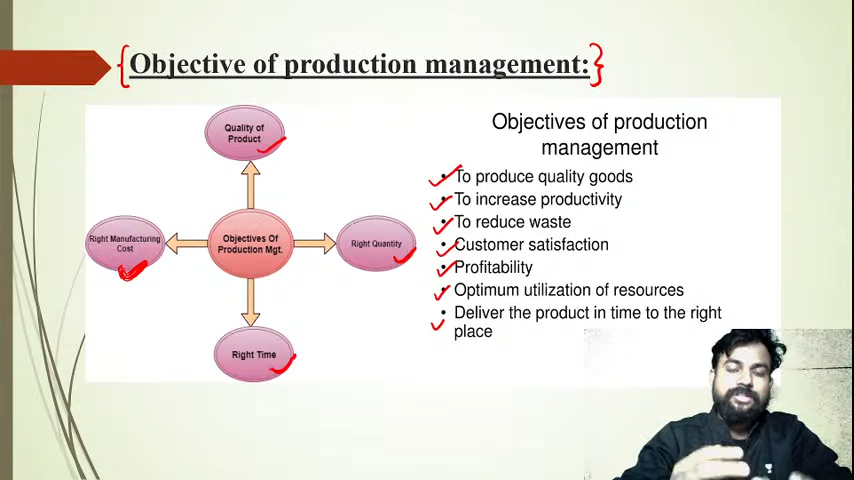 Objective of production management:
Quality of
Product
Right Manufacturing
Cost
Objectives Of
Production Mgt.
Right Quantity
Right Time
Objectives of production
management
• To produce quality goods
• To increase productivity
• To reduce waste
• Customer satisfaction
• Profitability
• Optimum utilization of resources
• Deliver the product in time to the right
place